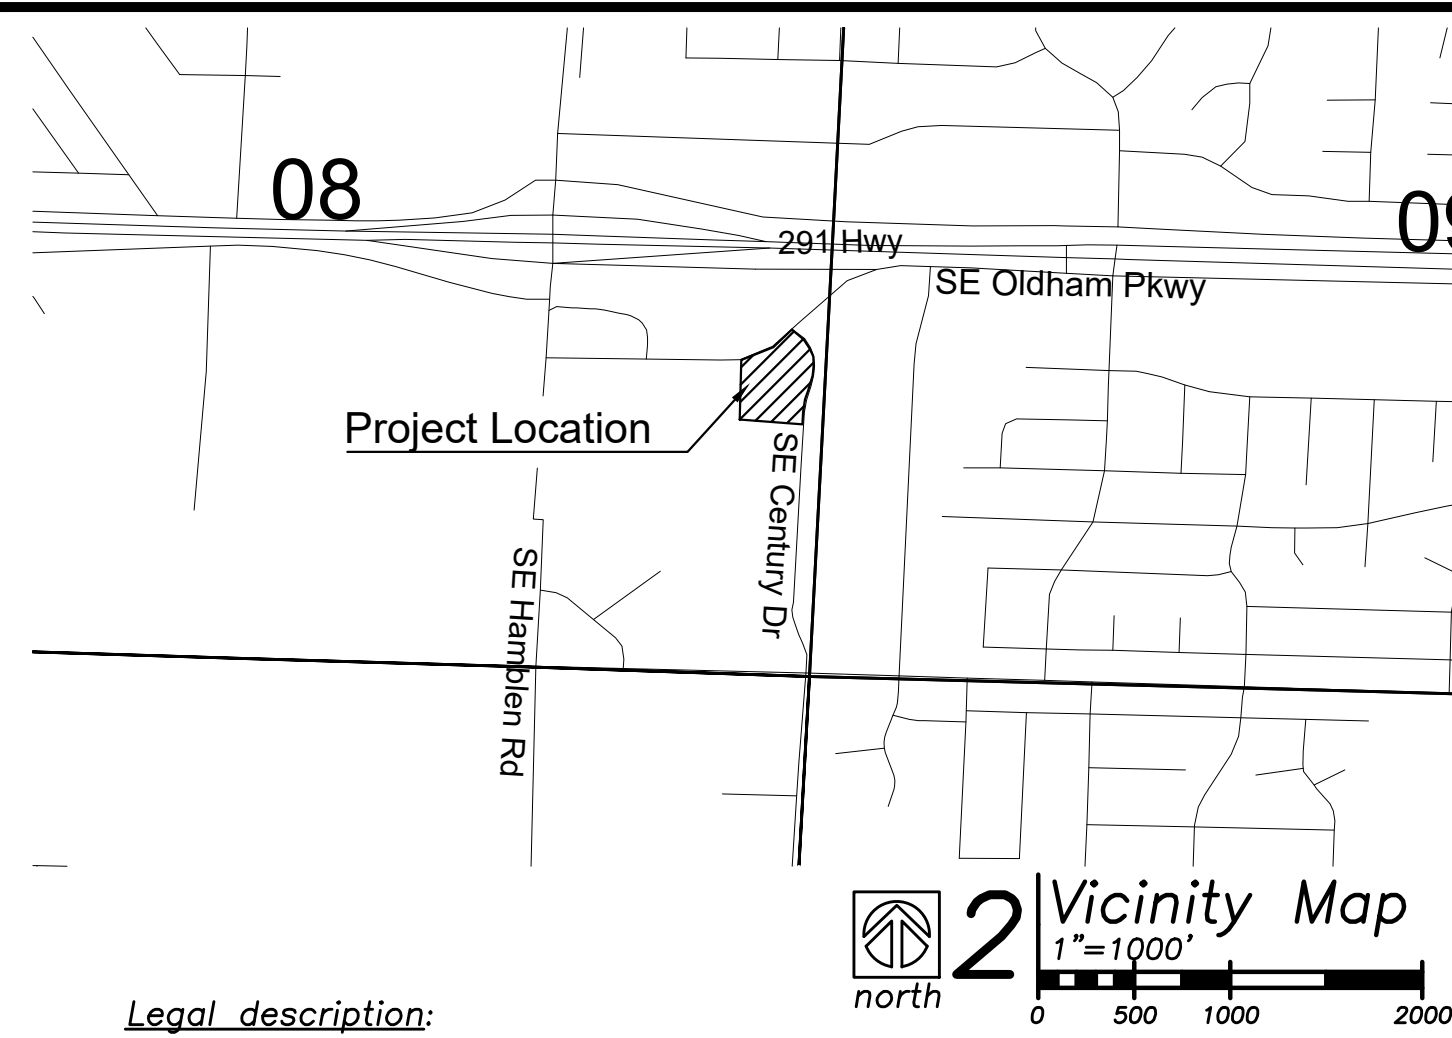 08
09
291 Hwy
SE Oldham Pkwy
Project Location
SE Century Dr
SE Hamblen Rd
2
Vicinity Map
1"=1000'
north
0 500 1000 2000
Legal description: